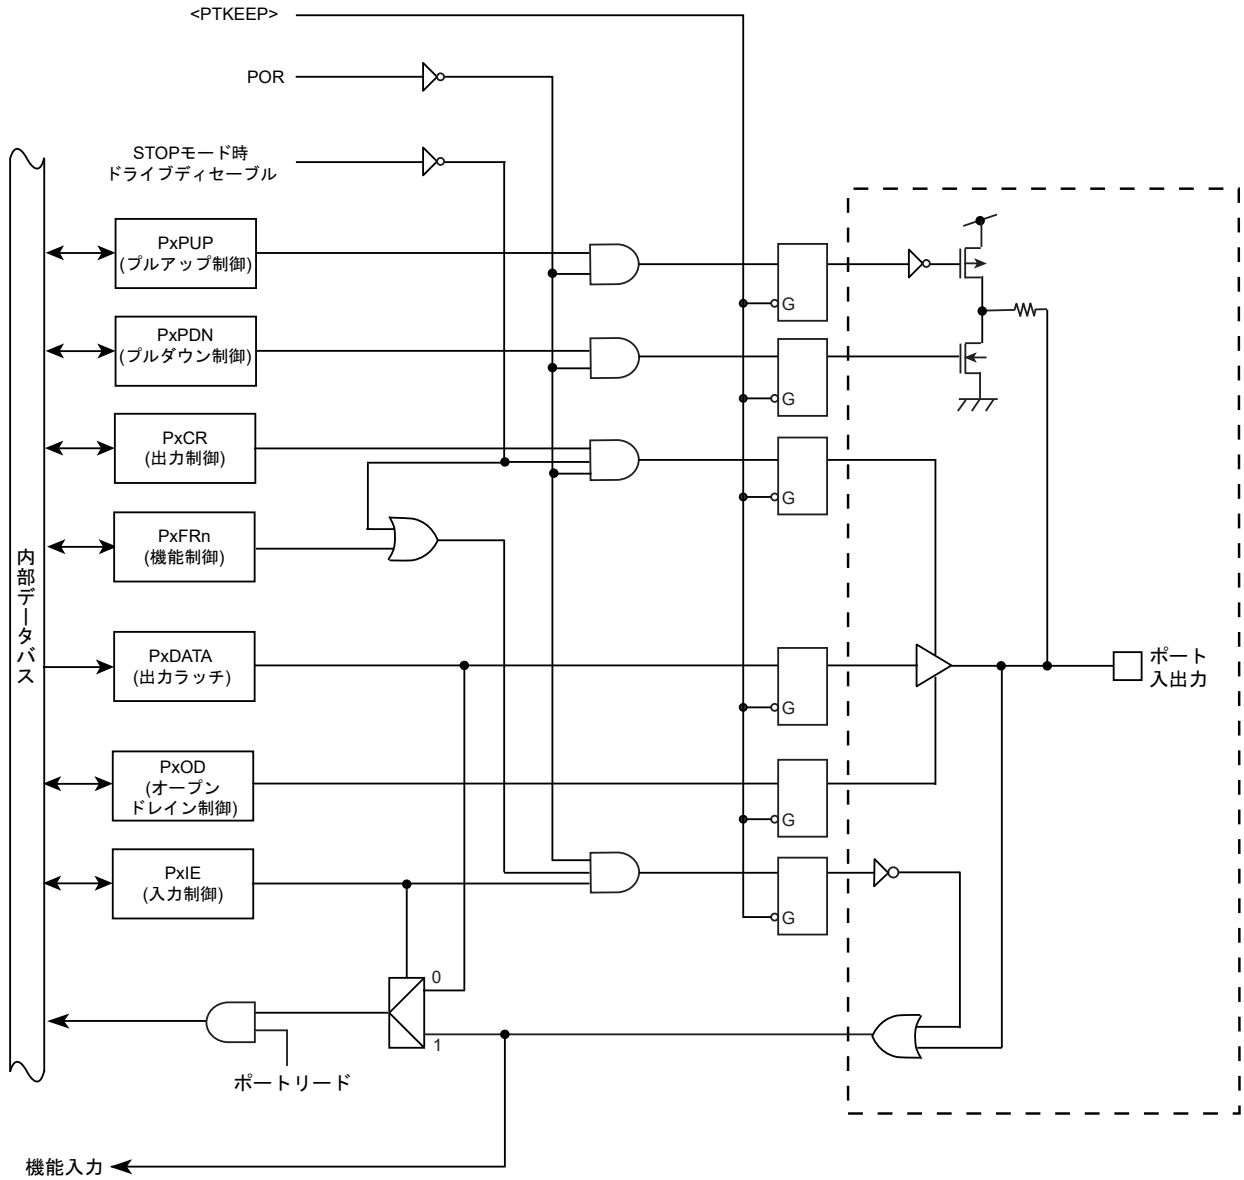 <PTKEEP>
POR
STOPモード時
ドライブディセーブル
PxPUP
(プルアップ制御)
G
PxPDN
(プルダウン制御)
G
PxCR
(出力制御)
G
PxFRn
(機能制御)
内部データバス
PxDATA
(出力ラッチ)
G
ポート
入出力
PxOD
(オープン
ドレイン制御)
G
PxIE
(入力制御)
G
0
1
ポートリード
機能入力